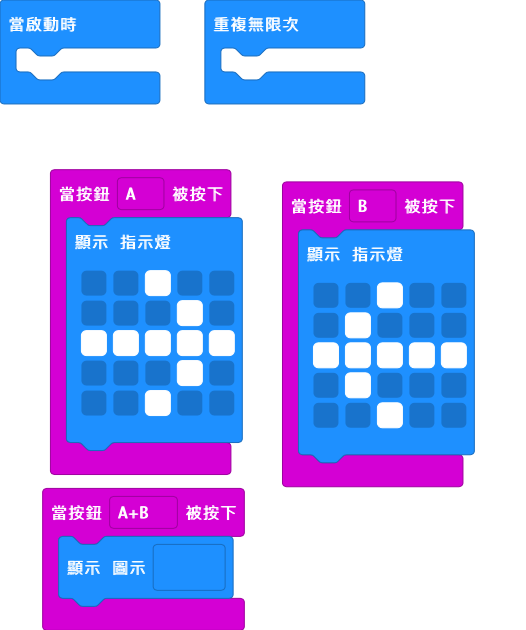 當啟動時
重複無限次
當按鈕 A 被按下
顯示 指示燈
當按鈕 B 被按下
顯示 指示燈
當按鈕 A+B 被按下
顯示 圖示